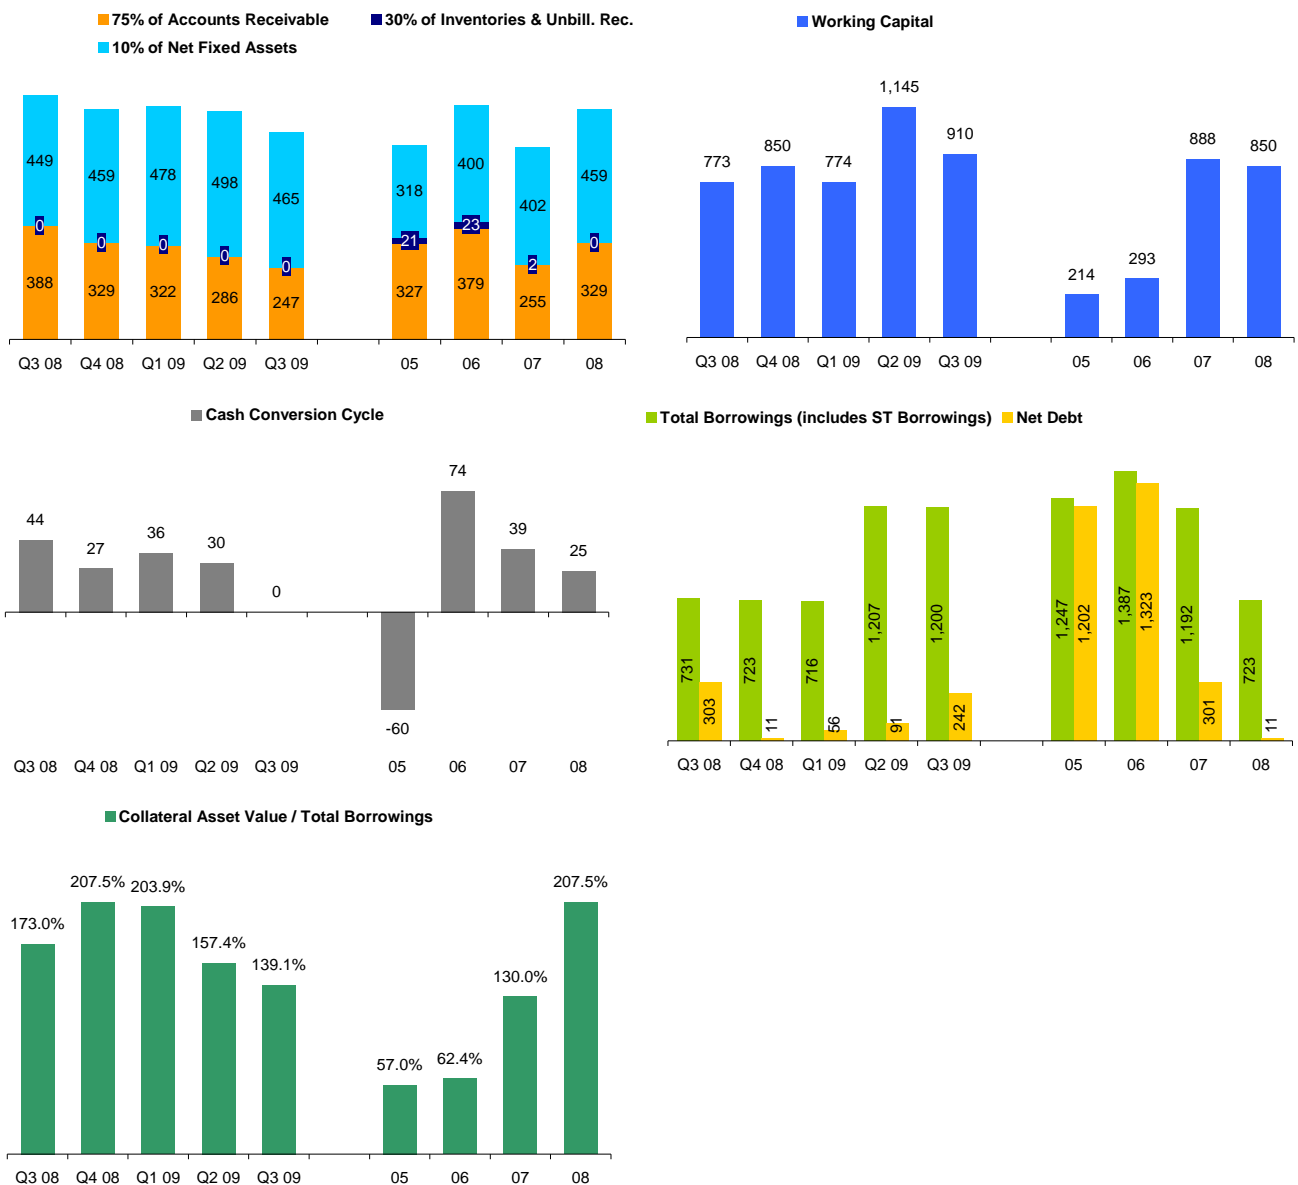 75% of Accounts Receivable 30% of Inventories & Unbill. Rec.
10% of Net Fixed Assets
449 459 478 498 465 318 400 402 459
0 0 0 0 0 21 23 2 0
388 329 322 286 247 327 379 255 329
Q3 08 Q4 08 Q1 09 Q2 09 Q3 09 05 06 07 08
Working Capital
773 850 774 1,145 910 214 293 888 850
Q3 08 Q4 08 Q1 09 Q2 09 Q3 09 05 06 07 08
Cash Conversion Cycle
44 27 36 30 0 -60 74 39 25
Q3 08 Q4 08 Q1 09 Q2 09 Q3 09 05 06 07 08
Total Borrowings (includes ST Borrowings) Net Debt
731 303 723 11 716 56 1,207 91 1,200 242 1,247 1,202 1,387 1,323 1,192 301 723 11
Q3 08 Q4 08 Q1 09 Q2 09 Q3 09 05 06 07 08
Collateral Asset Value / Total Borrowings
173.0% 207.5% 203.9% 157.4% 139.1% 57.0% 62.4% 130.0% 207.5%
Q3 08 Q4 08 Q1 09 Q2 09 Q3 09 05 06 07 08